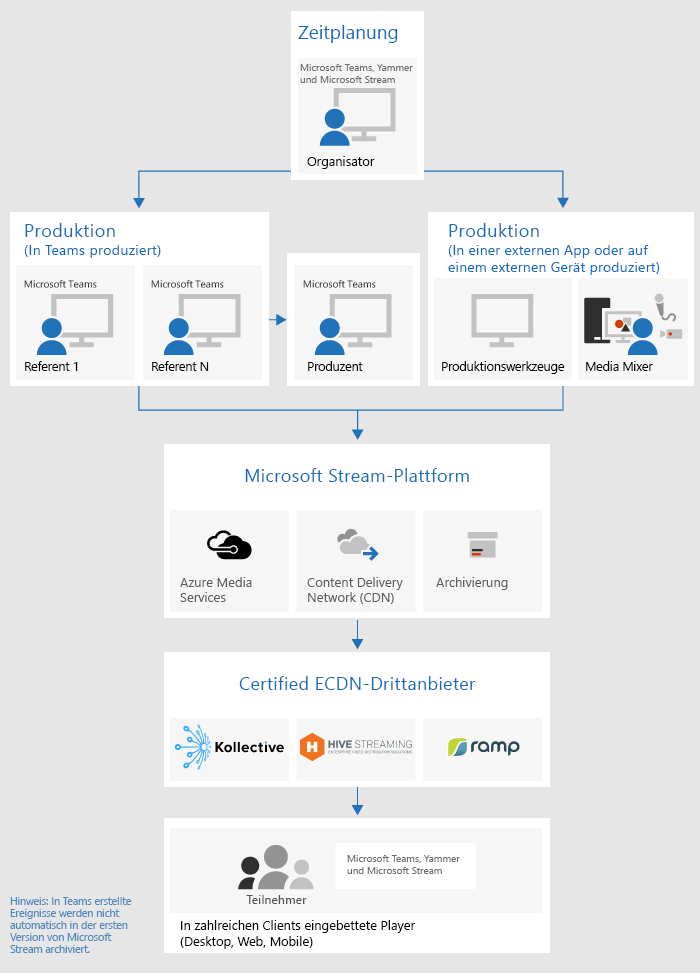 Zeitplanung
Microsoft Teams, Yammer
und Microsoft Stream
Organisator
Produktion
(In Teams produziert)
Microsoft Teams
Referent 1
Microsoft Teams
Referent N
Microsoft Teams
Produzent
Produktion
(In einer externen App oder auf
einem externen Gerät produziert)
Produktionswerkzeuge
Media Mixer
Microsoft Stream-Plattform
Azure Media
Services
Content Delivery
Network (CDN)
Archivierung
Certified ECDN-Drittanbieter
Kollective
H HIVE STREAMING
ENTERPRISE VIDEO DISTRIBUTION SOLUTIONS
ramp
Teilnehmer
Microsoft Teams, Yammer
und Microsoft Stream
In zahlreichen Clients eingebettete Player
(Desktop, Web, Mobile)
Hinweis: In Teams erstellte
Ereignisse werden nicht
automatisch in der ersten
Version von Microsoft
Stream archiviert.